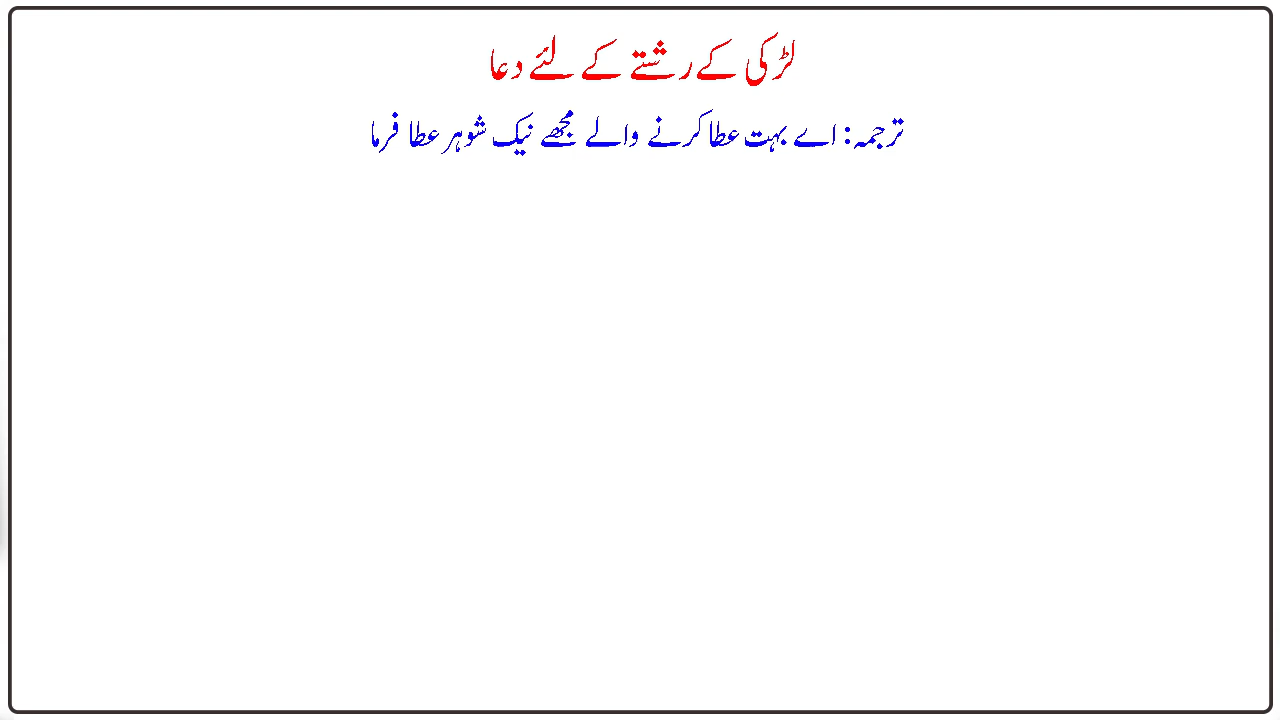 لڑکی کے رشتے کے لئے دعا
ترجمہ: اے بہت عطا کرنے والے مجھے نیک شوہر عطا فرما